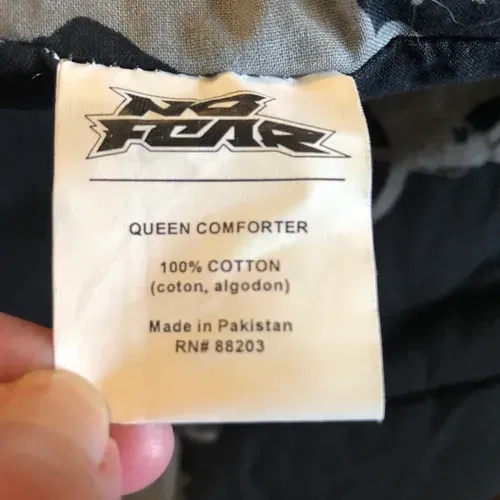 NO
FEAR
QUEEN COMFORTER
100% COTTON
(coton, algodon)
Made in Pakistan
RN# 88203